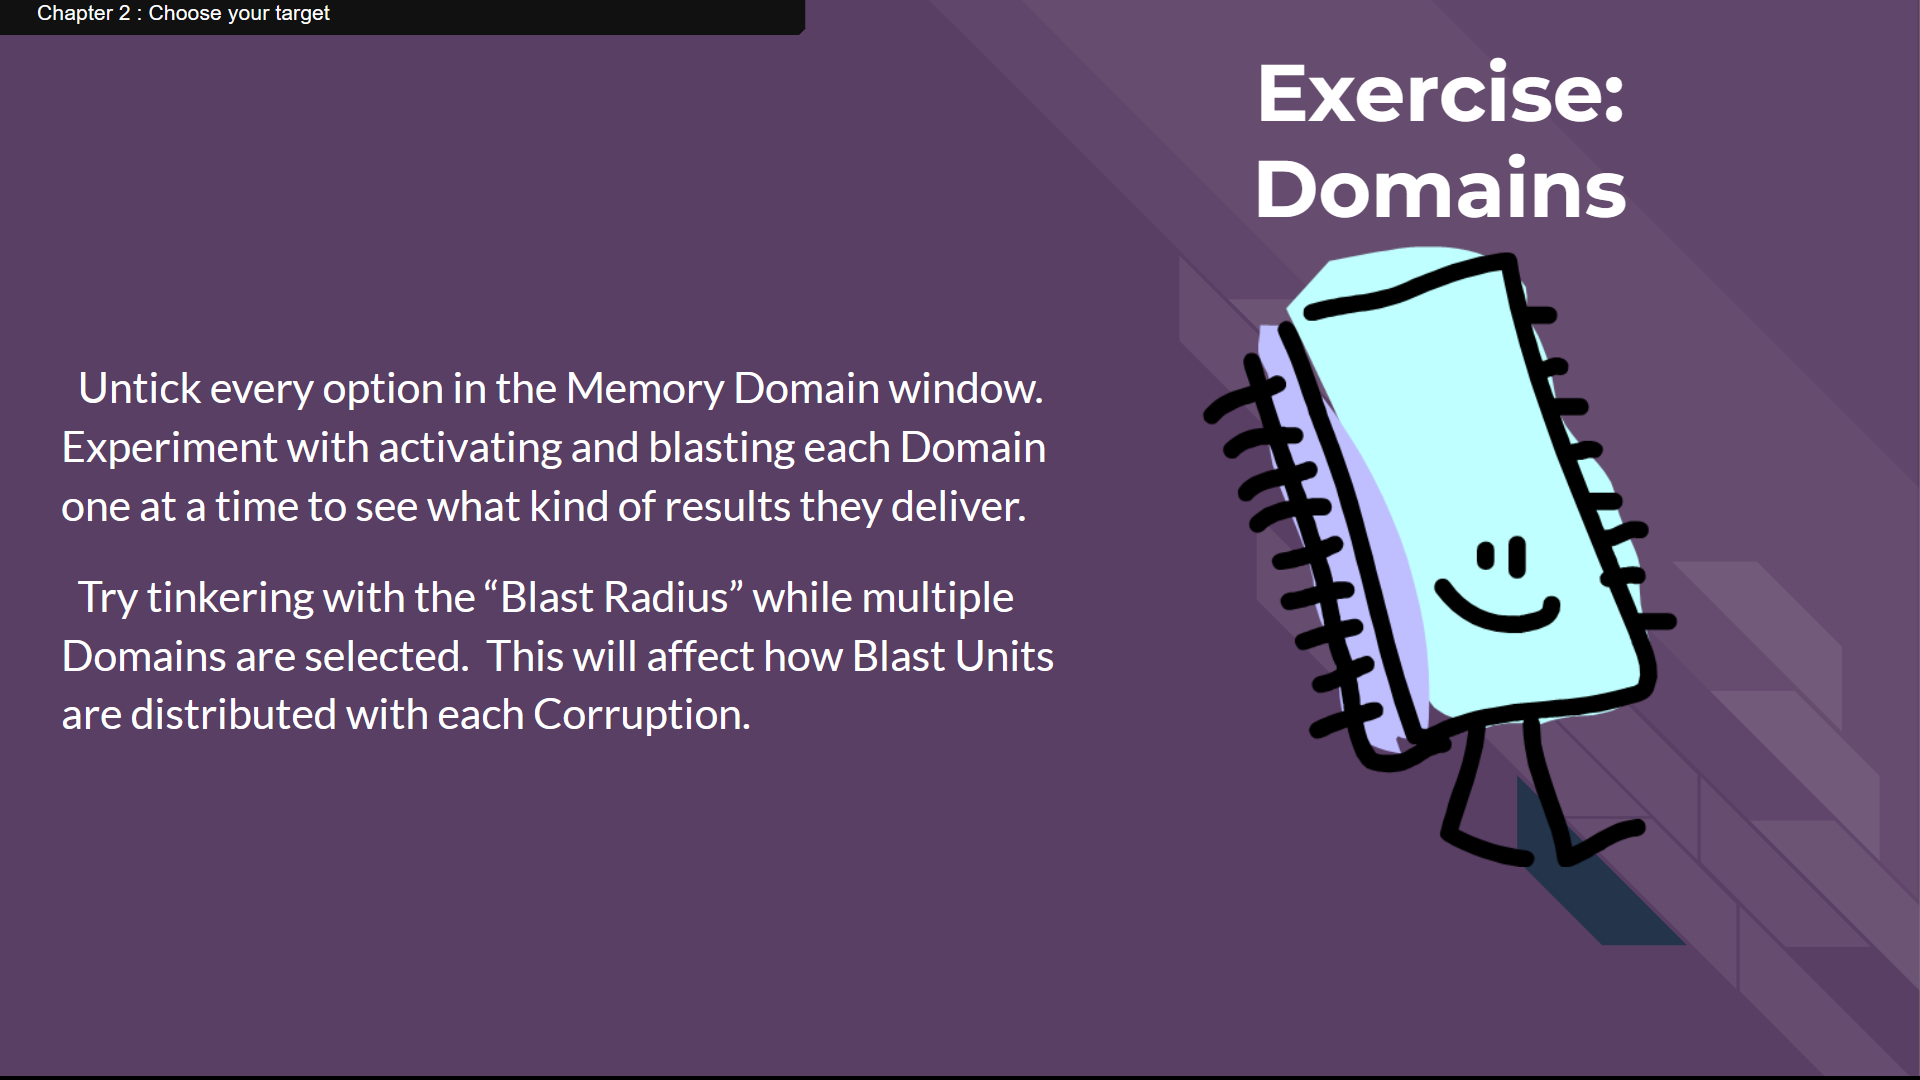 Chapter 2 : Choose your target
Exercise:
Domains
Untick every option in the Memory Domain window.
Experiment with activating and blasting each Domain
one at a time to see what kind of results they deliver.
Try tinkering with the “Blast Radius” while multiple
Domains are selected.  This will affect how Blast Units
are distributed with each Corruption.